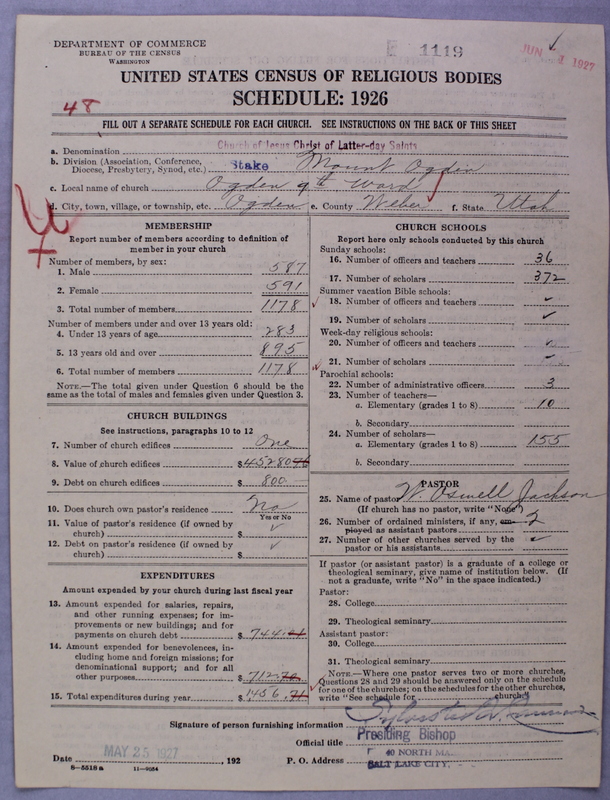 DEPARTMENT OF COMMERCE
BUREAU OF THE CENSUS
WASHINGTON
1119
JUN 1 1927
UNITED STATES CENSUS OF RELIGIOUS BODIES
SCHEDULE: 1926
48
FILL OUT A SEPARATE SCHEDULE FOR EACH CHURCH. SEE INSTRUCTIONS ON THE BACK OF THIS SHEET
a. Denomination Church of Jesus Christ of Latter-day Saints
b. Division (Association, Conference, Diocese, Presbytery, Synod, etc.) Stake Mount Ogden
c. Local name of church Ogden 9th Ward
d. City, town, village, or township, etc. Ogden e. County Weber f. State Utah
MEMBERSHIP
Report number of members according to definition of member in your church
Number of members, by sex:
1. Male 587
2. Female 591
3. Total number of members 1178
Number of members under and over 13 years old:
4. Under 13 years of age 283
5. 13 years old and over 895
6. Total number of members 1178
NOTE.—The total given under Question 6 should be the same as the total of males and females given under Question 3.
CHURCH BUILDINGS
See instructions, paragraphs 10 to 12
7. Number of church edifices One
8. Value of church edifices $45280
9. Debt on church edifices $800
10. Does church own pastor's residence? No
Yes or No
11. Value of pastor's residence (if owned by church) $ ✓
12. Debt on pastor's residence (if owned by church) $ ✓
EXPENDITURES
Amount expended by your church during last fiscal year
13. Amount expended for salaries, repairs, and other running expenses; for improvements or new buildings; and for payments on church debt $744
14. Amount expended for benevolences, including home and foreign missions; for denominational support; and for all other purposes $712
15. Total expenditures during year $1456.71
CHURCH SCHOOLS
Report here only schools conducted by this church
Sunday schools:
16. Number of officers and teachers 36
17. Number of scholars 372
Summer vacation Bible schools:
18. Number of officers and teachers ✓
19. Number of scholars ✓
Week-day religious schools:
20. Number of officers and teachers ✓
21. Number of scholars ✓
Parochial schools:
22. Number of administrative officers 3
23. Number of teachers—
a. Elementary (grades 1 to 8) 10
b. Secondary
24. Number of scholars—
a. Elementary (grades 1 to 8) 155
b. Secondary
PASTOR
25. Name of pastor W. Oswell Jackson
(If church has no pastor, write "None")
26. Number of ordained ministers, if any, employed as assistant pastors 2
27. Number of other churches served by the pastor or his assistants ✓
If pastor (or assistant pastor) is a graduate of a college or theological seminary, give name of institution below. (If not a graduate, write "No" in the space indicated.)
Pastor:
28. College
29. Theological seminary
Assistant pastor:
30. College
31. Theological seminary
NOTE.—Where one pastor serves two or more churches, Questions 28 and 29 should be answered only on the schedule for one of the churches; on the schedules for the other churches, write "See schedule for church."
Signature of person furnishing information Sylvester Q. Cannon
Official title Presiding Bishop
Date MAY 25 1927, 192 P. O. Address 40 NORTH MA
SALT LAKE CITY,
8—5518a 11—9054